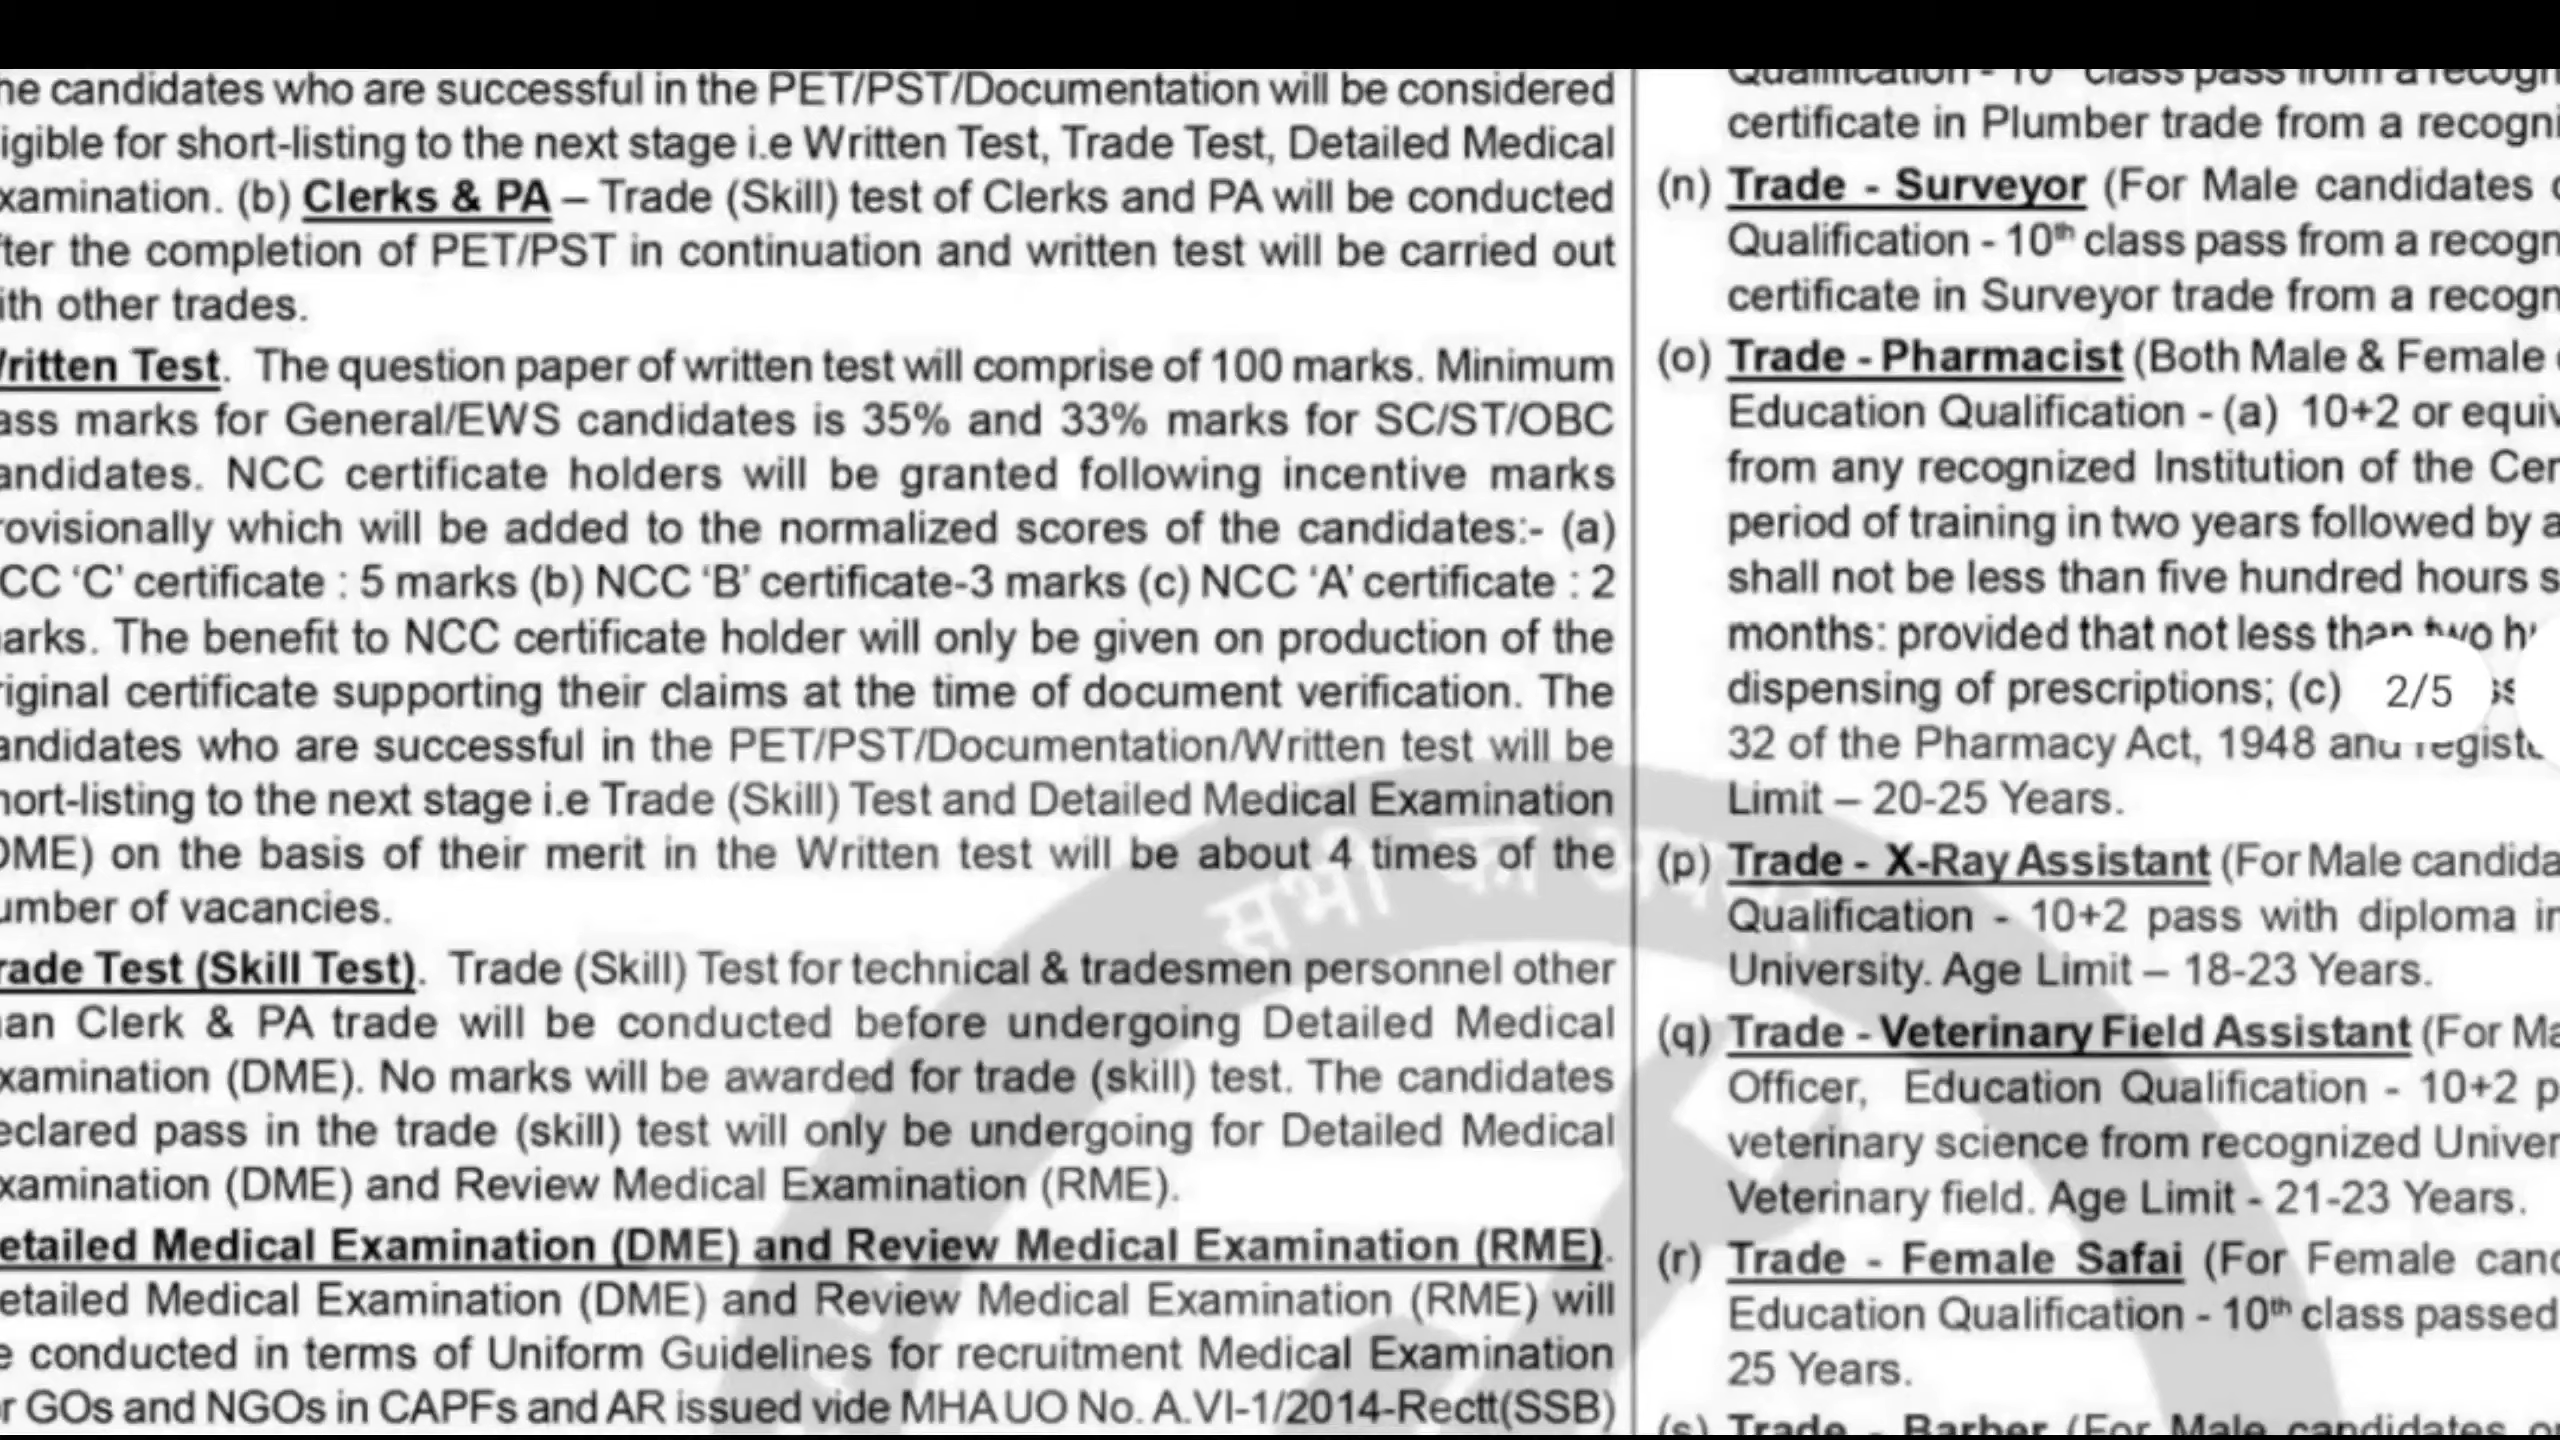 he candidates who are successful in the PET/PST/Documentation will be considered
igible for short-listing to the next stage i.e Written Test, Trade Test, Detailed Medical
xamination. (b) Clerks & PA – Trade (Skill) test of Clerks and PA will be conducted
ter the completion of PET/PST in continuation and written test will be carried out
ith other trades.
ritten Test. The question paper of written test will comprise of 100 marks. Minimum
ass marks for General/EWS candidates is 35% and 33% marks for SC/ST/OBC
andidates. NCC certificate holders will be granted following incentive marks
rovisionally which will be added to the normalized scores of the candidates:- (a)
CC ‘C’ certificate : 5 marks (b) NCC ‘B’ certificate-3 marks (c) NCC ‘A’ certificate : 2
arks. The benefit to NCC certificate holder will only be given on production of the
riginal certificate supporting their claims at the time of document verification. The
andidates who are successful in the PET/PST/Documentation/Written test will be
hort-listing to the next stage i.e Trade (Skill) Test and Detailed Medical Examination
DME) on the basis of their merit in the Written test will be about 4 times of the
umber of vacancies.
rade Test (Skill Test). Trade (Skill) Test for technical & tradesmen personnel other
an Clerk & PA trade will be conducted before undergoing Detailed Medical
xamination (DME). No marks will be awarded for trade (skill) test. The candidates
eclared pass in the trade (skill) test will only be undergoing for Detailed Medical
xamination (DME) and Review Medical Examination (RME).
etailed Medical Examination (DME) and Review Medical Examination (RME).
etailed Medical Examination (DME) and Review Medical Examination (RME) will
e conducted in terms of Uniform Guidelines for recruitment Medical Examination
r GOs and NGOs in CAPFs and AR issued vide MHA UO No. A.VI-1/2014-Rectt(SSB)
Qualification - 10th class pass from a recogn
certificate in Plumber trade from a recogni
(n) Trade - Surveyor (For Male candidates
Qualification - 10th class pass from a recogn
certificate in Surveyor trade from a recogn
(o) Trade - Pharmacist (Both Male & Female
Education Qualification - (a) 10+2 or equiv
from any recognized Institution of the Cen
period of training in two years followed by a
shall not be less than five hundred hours s
months: provided that not less than two h
dispensing of prescriptions; (c)
2/5
32 of the Pharmacy Act, 1948 and registe
Limit – 20-25 Years.
(p) Trade - X-Ray Assistant (For Male candida
Qualification - 10+2 pass with diploma in
University. Age Limit – 18-23 Years.
(q) Trade - Veterinary Field Assistant (For Ma
Officer, Education Qualification - 10+2 p
veterinary science from recognized Univer
Veterinary field. Age Limit - 21-23 Years.
(r) Trade - Female Safai (For Female cand
Education Qualification - 10th class passed
25 Years.
(s) Trade - Barber (For Male candidates
सभी का